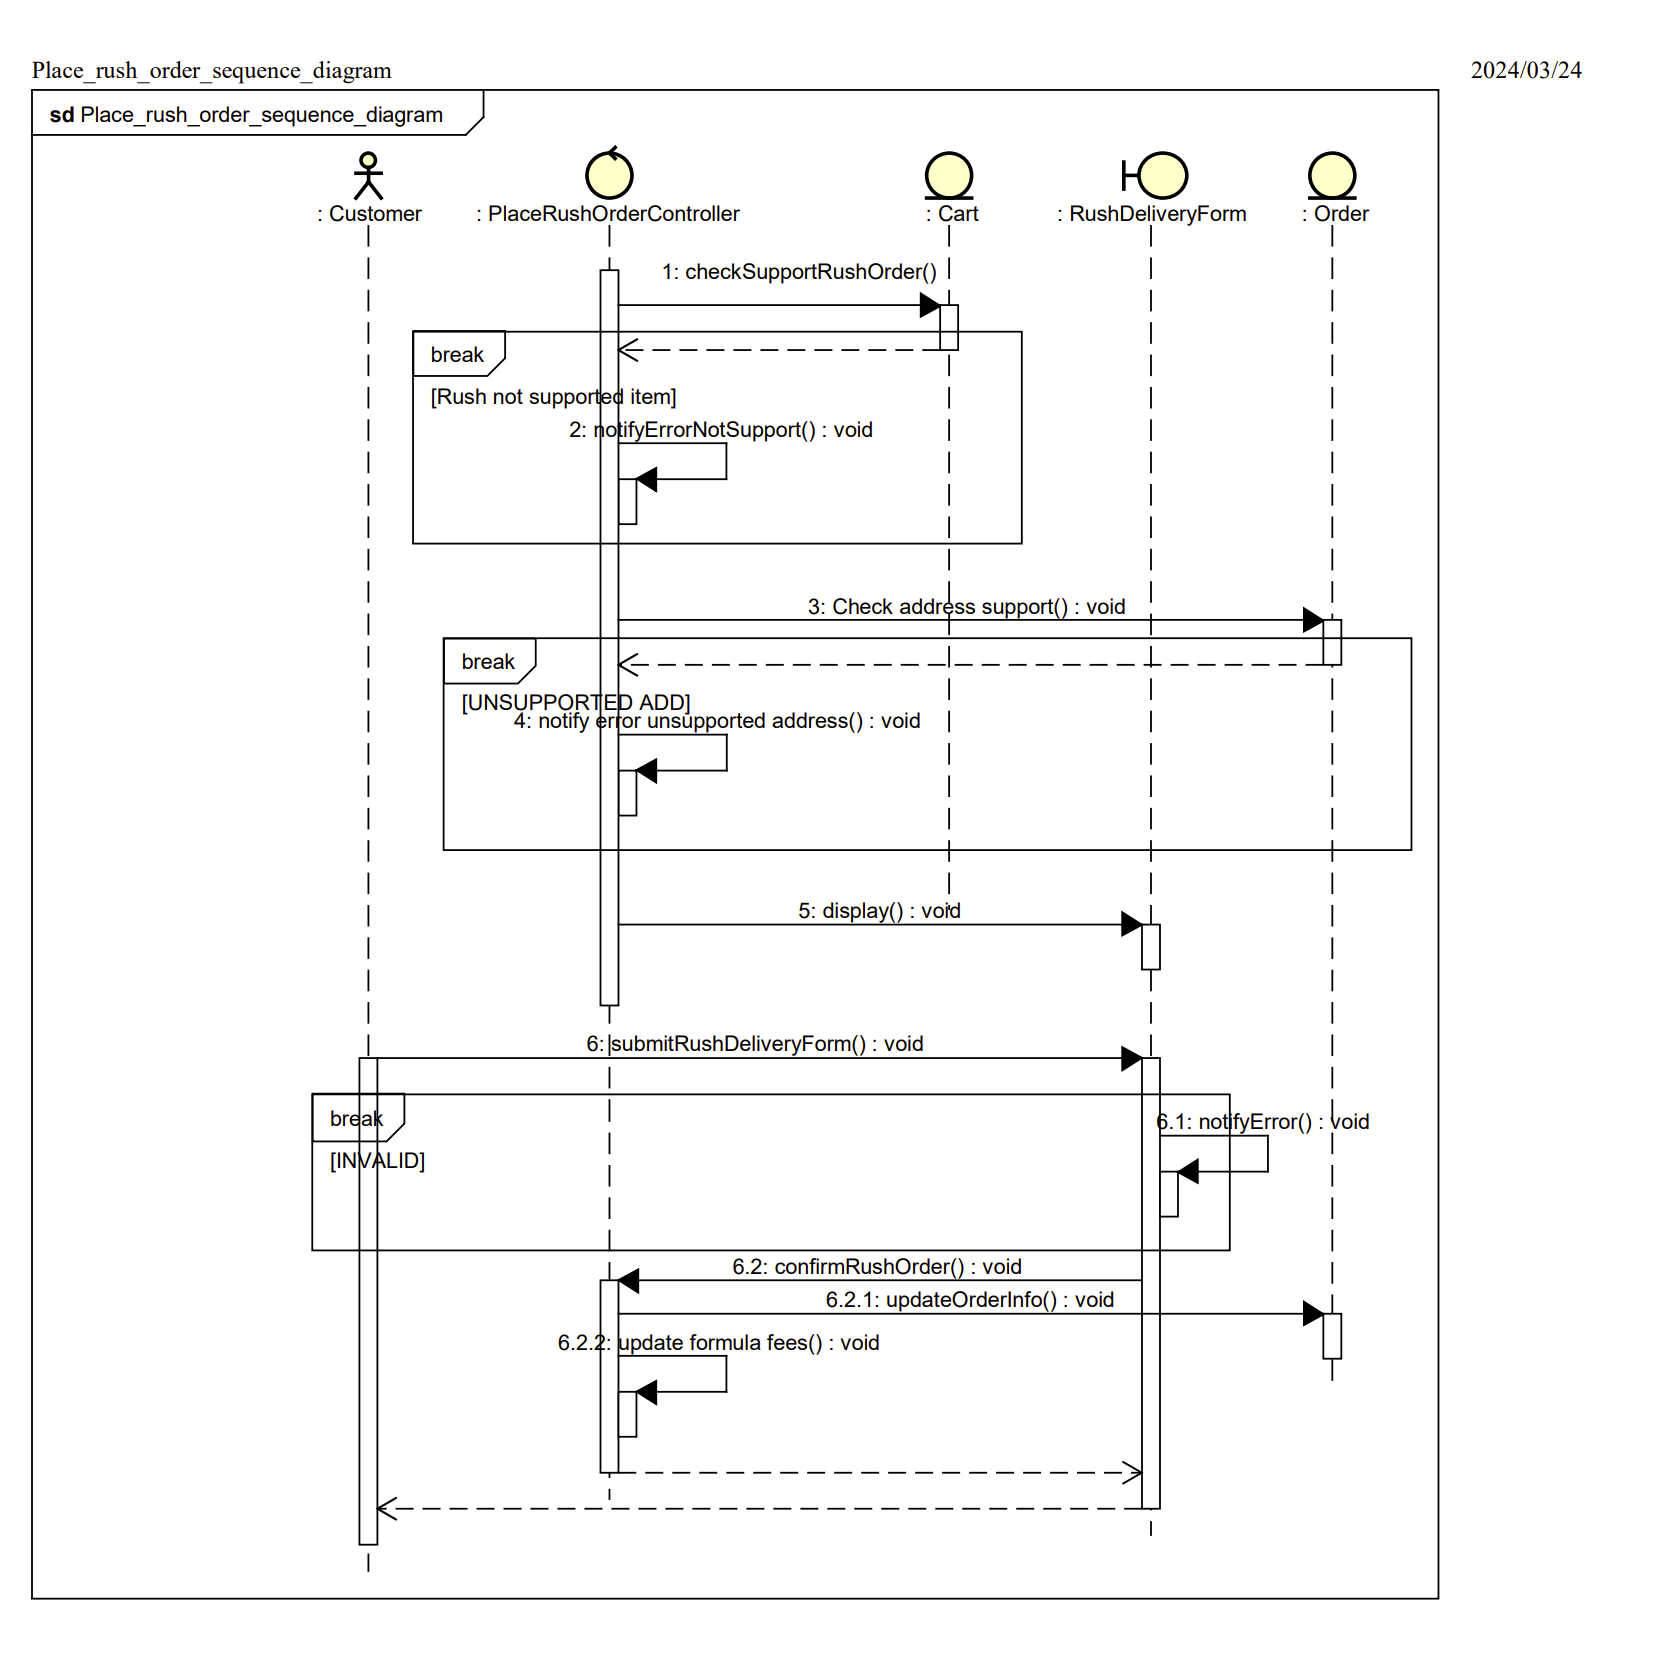 Place_rush_order_sequence_diagram
2024/03/24
sd Place_rush_order_sequence_diagram
: Customer
: PlaceRushOrderController
: Cart
: RushDeliveryForm
: Order
1: checkSupportRushOrder()
break
[Rush not supported item]
2: notifyErrorNotSupport() : void
3: Check address support() : void
break
[UNSUPPORTED ADD]
4: notify error unsupported address() : void
5: display() : void
6: submitRushDeliveryForm() : void
break
6.1: notifyError() : void
[INVALID]
6.2: confirmRushOrder() : void
6.2.1: updateOrderInfo() : void
6.2.2: update formula fees() : void